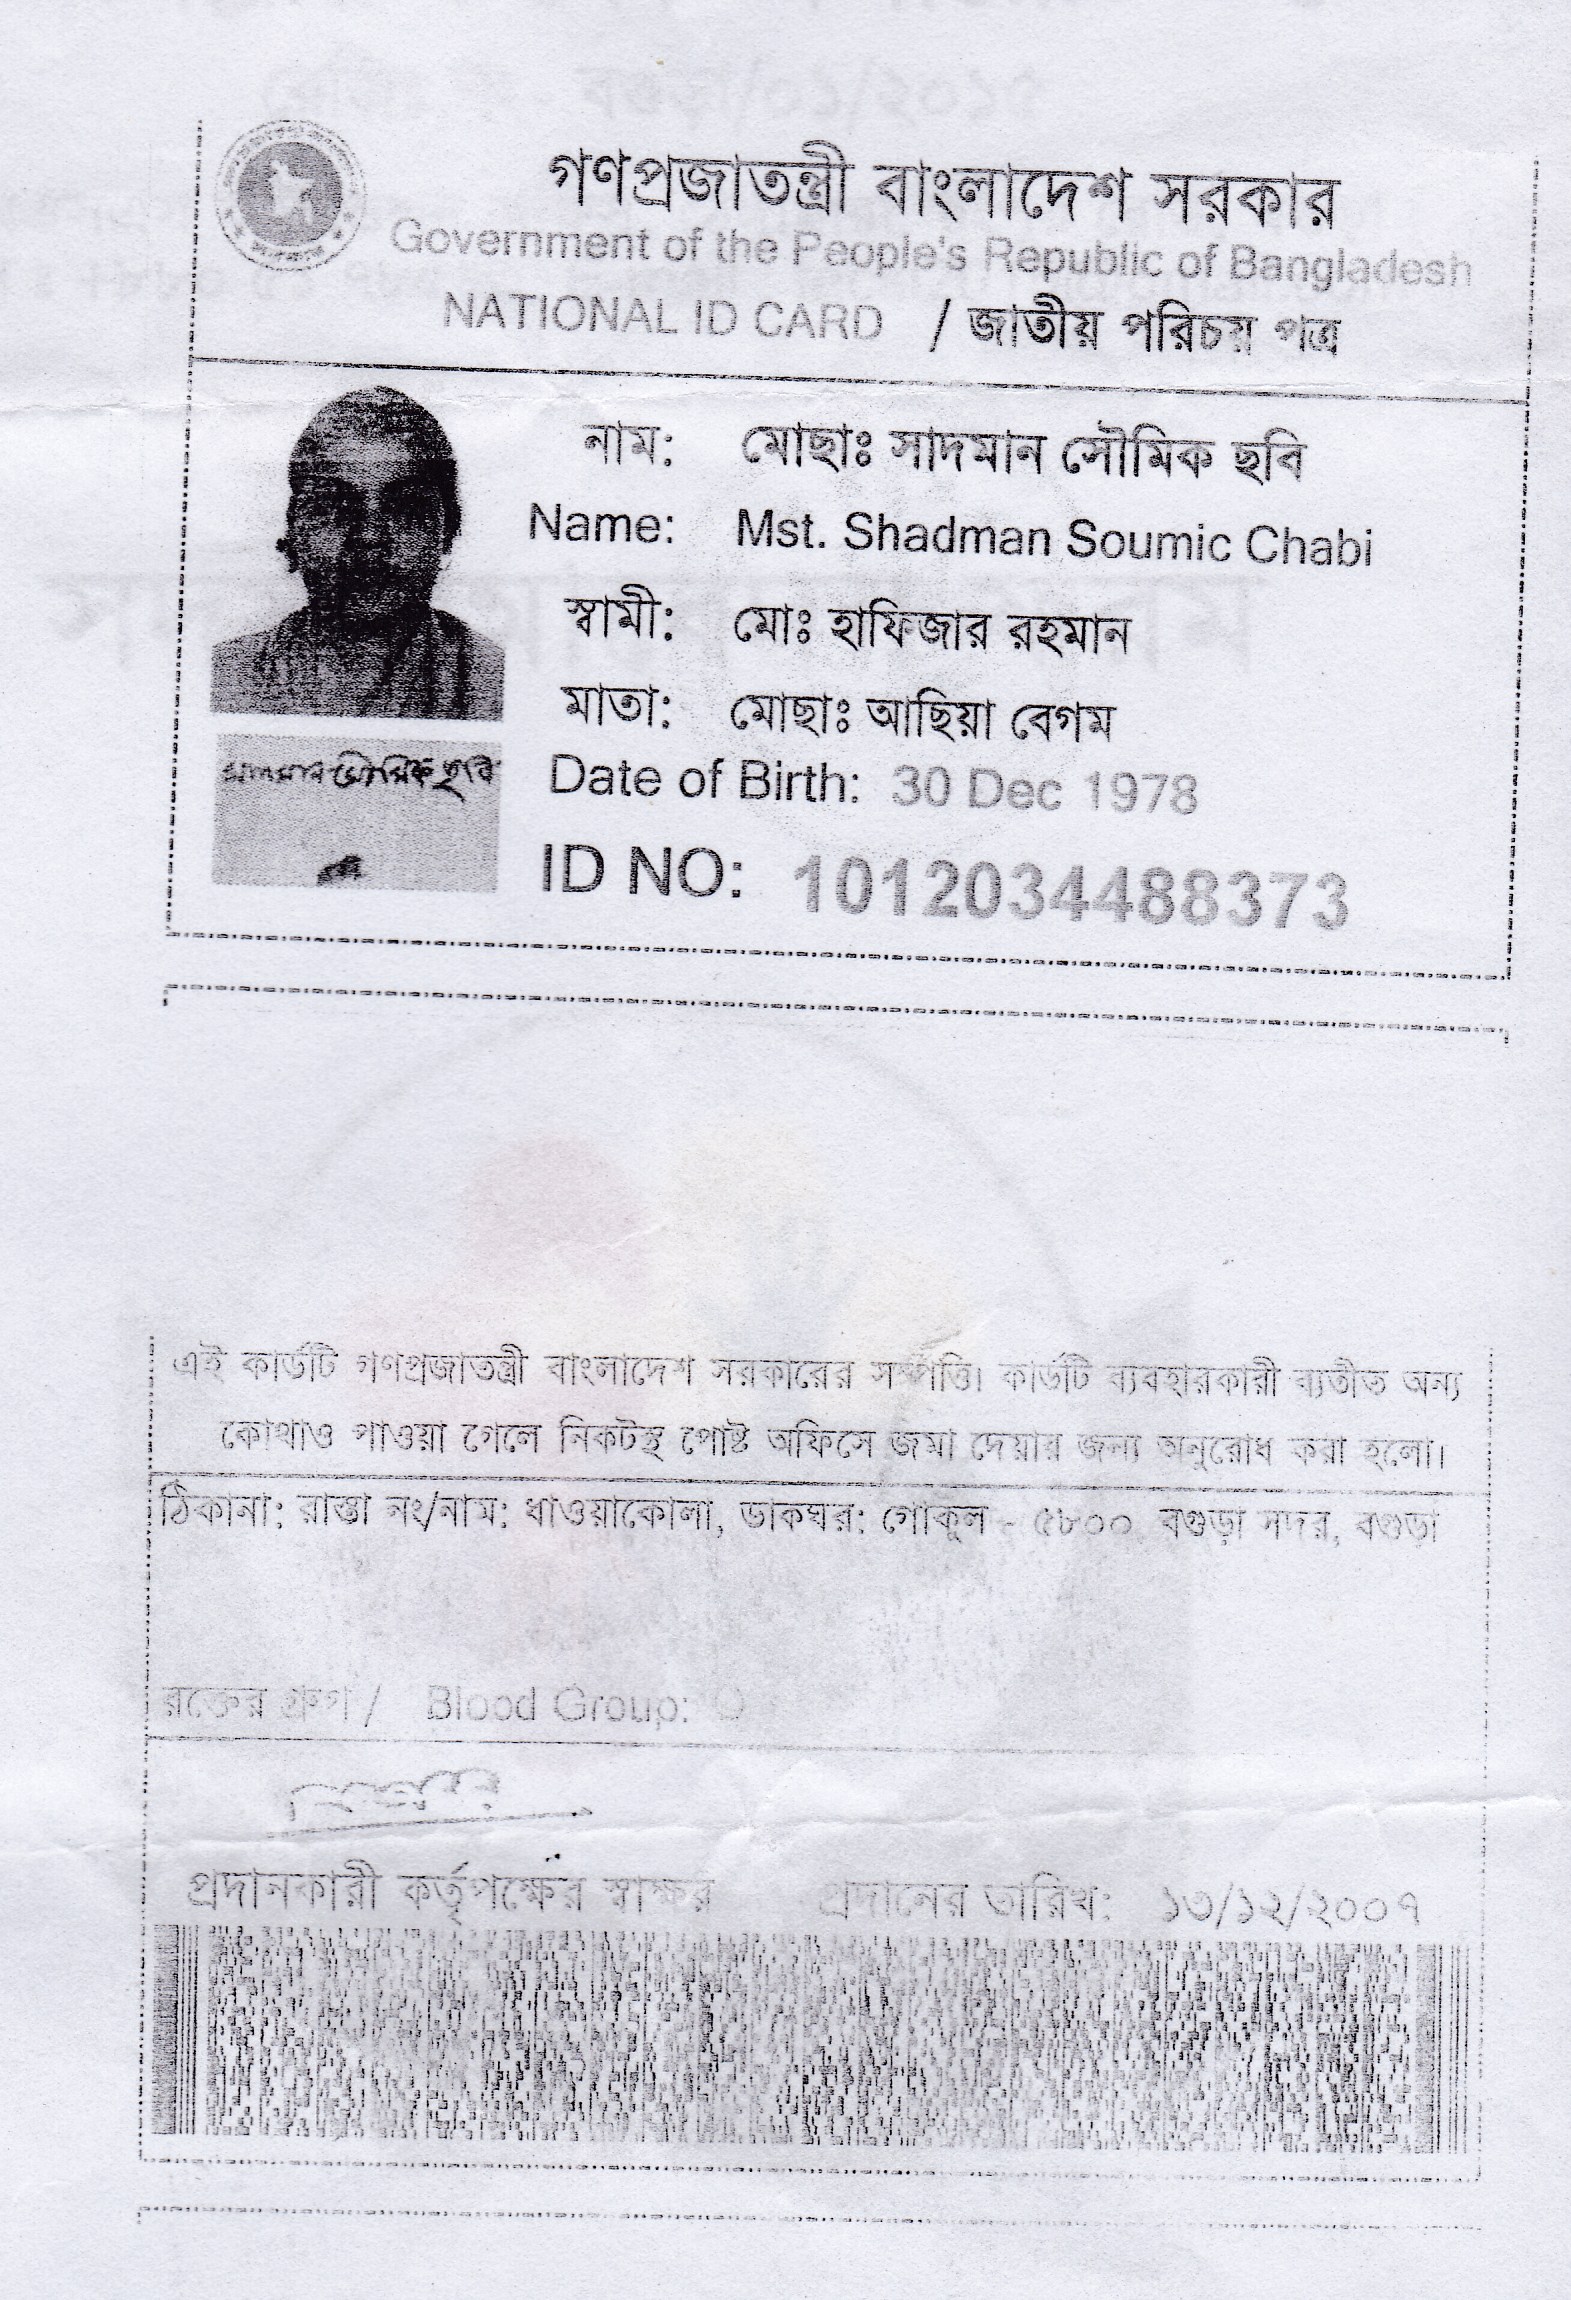 গণপ্রজাতন্ত্রী বাংলাদেশ সরকার
Government of the People's Republic of Bangladesh
NATIONAL ID CARD / জাতীয় পরিচয় পত্র
নাম: মোছাঃ সাদমান সৌমিক ছবি
Name: Mst. Shadman Soumic Chabi
স্বামী: মোঃ হাফিজার রহমান
মাতা: মোছাঃ আছিয়া বেগম
Date of Birth: 30 Dec 1978
ID NO: 1012034488373
এই কার্ডটি গণপ্রজাতন্ত্রী বাংলাদেশ সরকারের সম্পত্তি। কার্ডটি ব্যবহারকারী ব্যতীত অন্য
কোথাও পাওয়া গেলে নিকটস্থ পোষ্ট অফিসে জমা দেয়ার জন্য অনুরোধ করা হলো।
ঠিকানা: রাস্তা নং/নাম: ধাওয়াকোলা, ডাকঘর: গোকুল - ৫৮০০, বগুড়া সদর, বগুড়া
রক্তের গ্রুপ / Blood Group:
প্রদানকারী কর্তৃপক্ষের স্বাক্ষর প্রদানের তারিখ: ১৩/১২/২০০৭